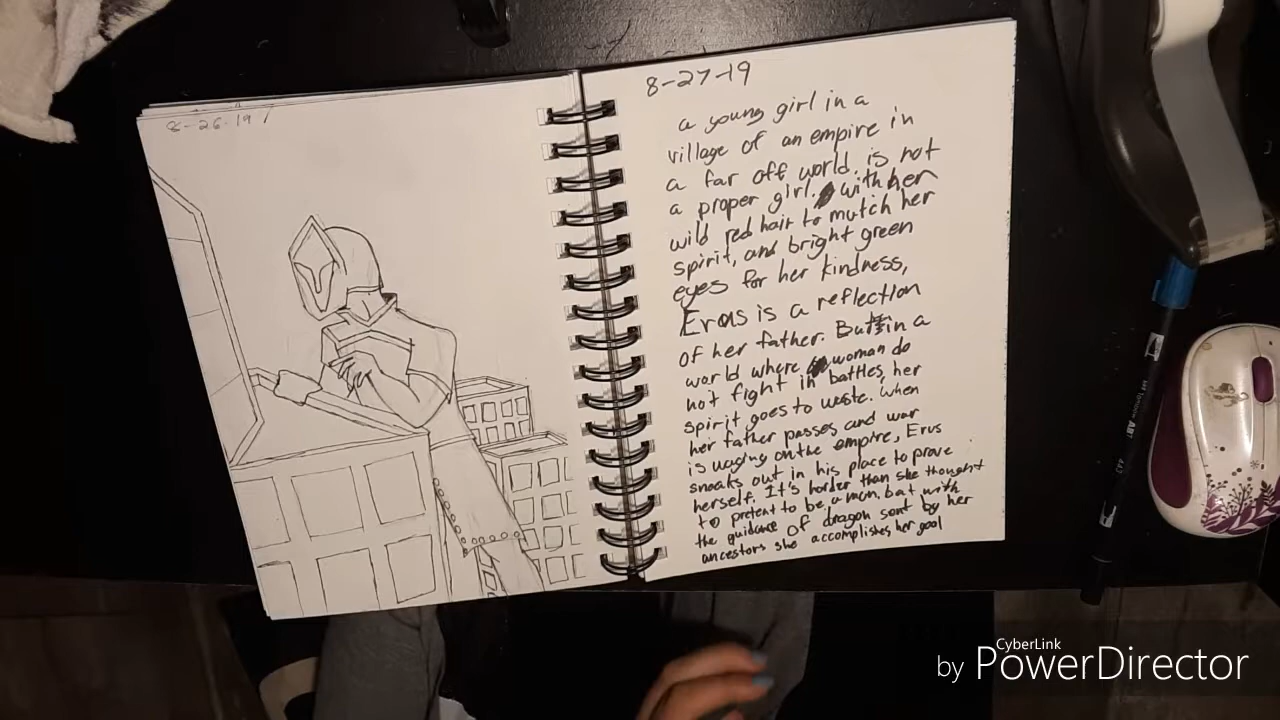 8-26-19
8-27-19
a young girl in a
village of an empire in
a far off world. is not
a proper girl. with her
wild red hair to match her
spirit, and bright green
eyes for her kindness,
Eras is a reflection
of her father. But in a
world where woman do
not fight in battles, her
spirit goes to waste. when
her father passes and war
is waging on the empire, Erus
sneaks out in his place to prove
herself. It's harder than she thought
to pretent to be a man, but with
the guidance of dragon sent by her
ancestors she accomplishes her goal
CyberLink
by PowerDirector